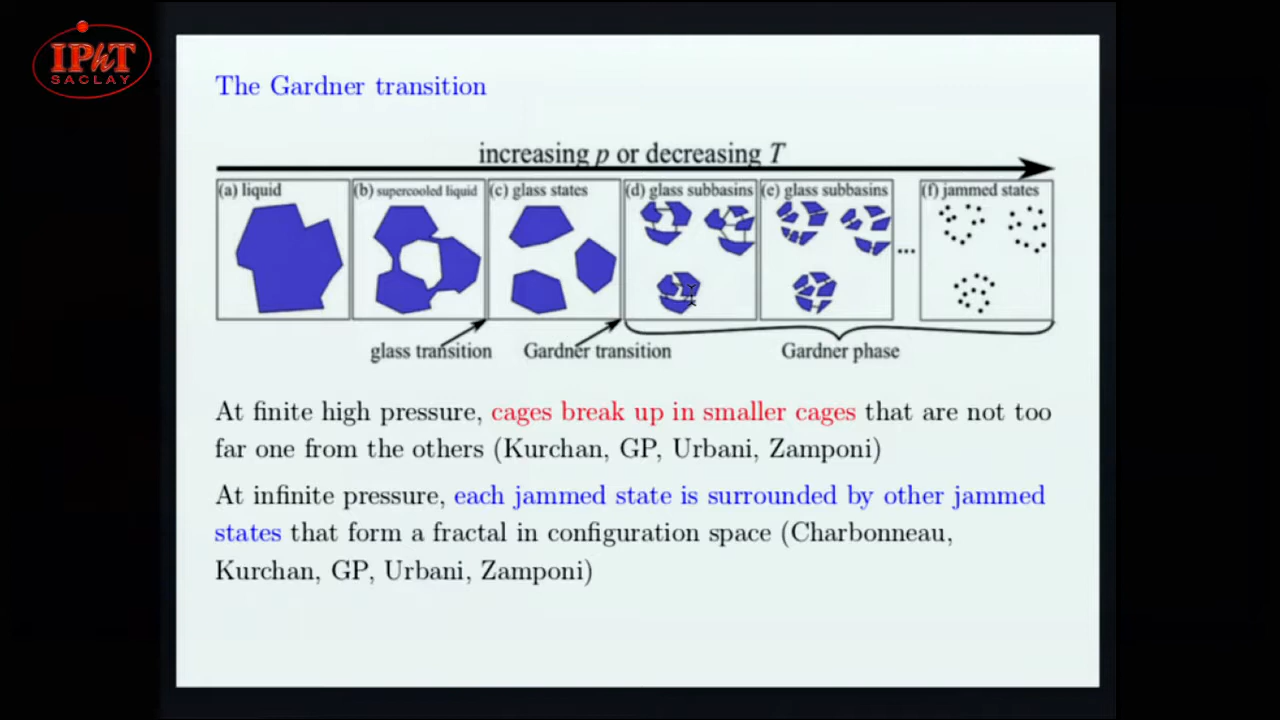 IPhT
SACLAY
The Gardner transition
increasing p or decreasing T
(a) liquid
(b) supercooled liquid
(c) glass states
(d) glass subbasins
(e) glass subbasins
(f) jammed states
...
glass transition
Gardner transition
Gardner phase
At finite high pressure, cages break up in smaller cages that are not too
far one from the others (Kurchan, GP, Urbani, Zamponi)
At infinite pressure, each jammed state is surrounded by other jammed
states that form a fractal in configuration space (Charbonneau,
Kurchan, GP, Urbani, Zamponi)